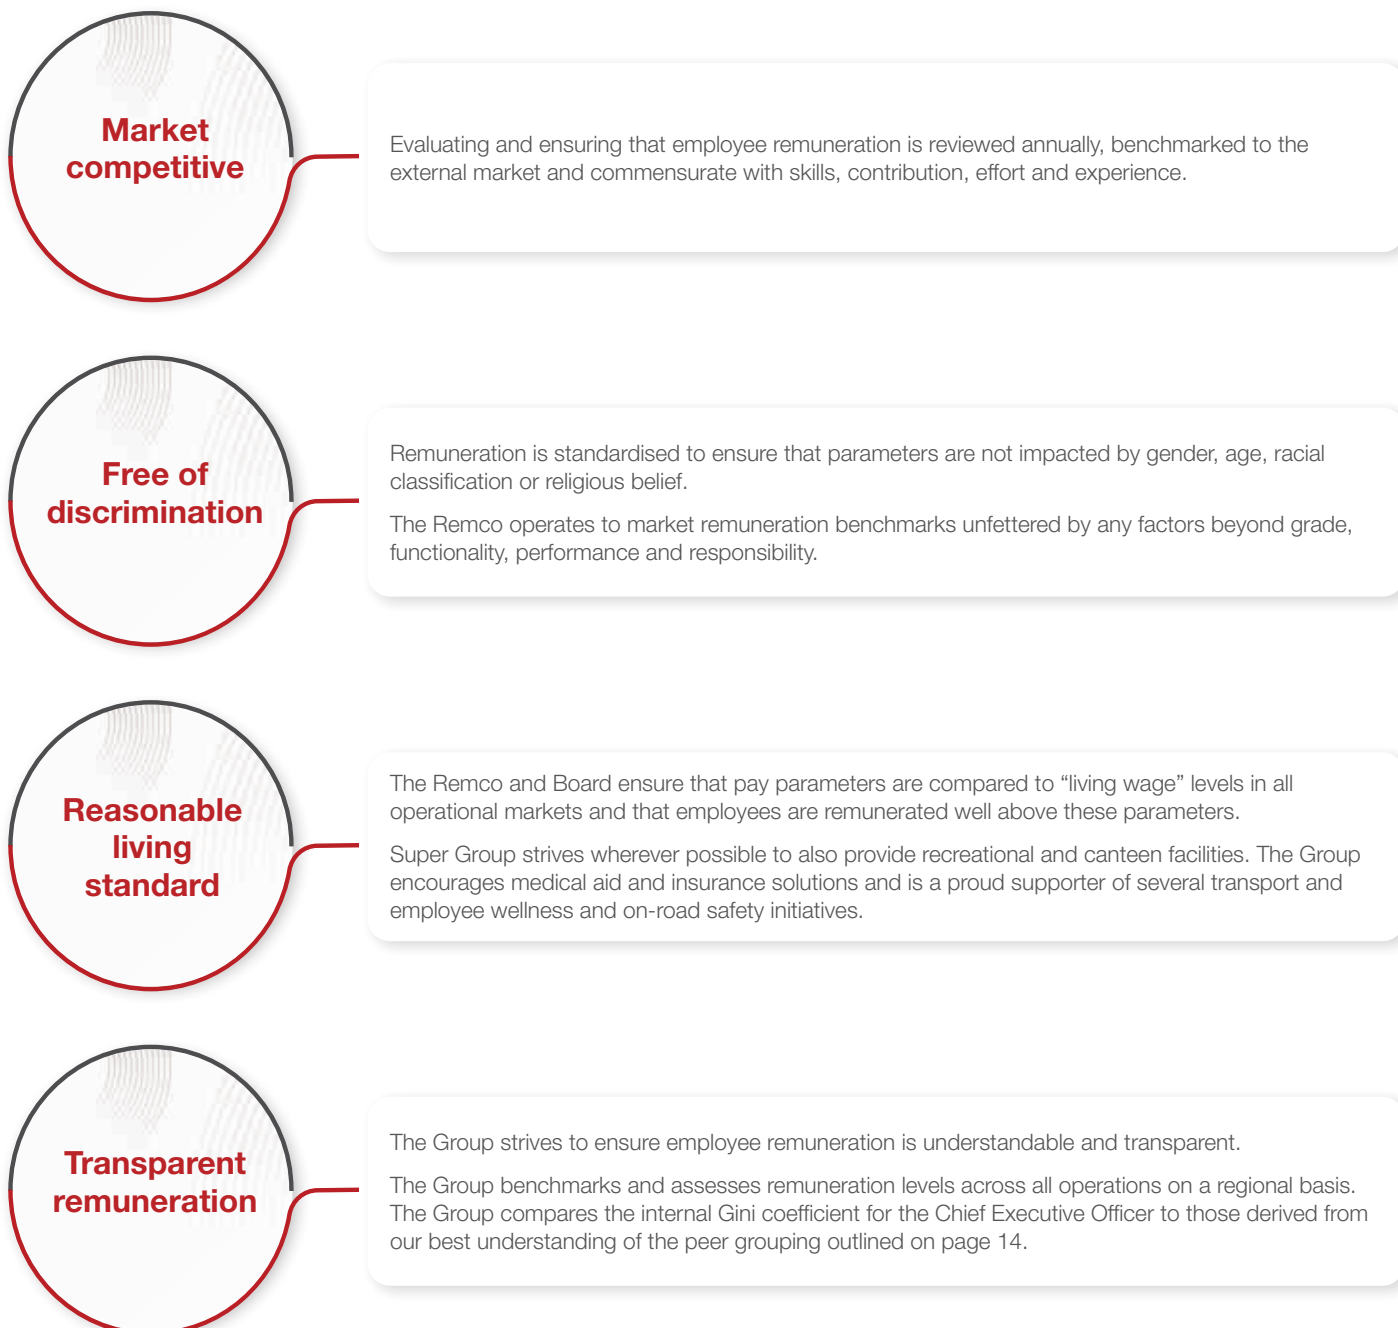 Market
competitive
Evaluating and ensuring that employee remuneration is reviewed annually, benchmarked to the
external market and commensurate with skills, contribution, effort and experience.
Free of
discrimination
Remuneration is standardised to ensure that parameters are not impacted by gender, age, racial
classification or religious belief.
The Remco operates to market remuneration benchmarks unfettered by any factors beyond grade,
functionality, performance and responsibility.
Reasonable
living
standard
The Remco and Board ensure that pay parameters are compared to “living wage” levels in all
operational markets and that employees are remunerated well above these parameters.
Super Group strives wherever possible to also provide recreational and canteen facilities. The Group
encourages medical aid and insurance solutions and is a proud supporter of several transport and
employee wellness and on-road safety initiatives.
Transparent
remuneration
The Group strives to ensure employee remuneration is understandable and transparent.
The Group benchmarks and assesses remuneration levels across all operations on a regional basis.
The Group compares the internal Gini coefficient for the Chief Executive Officer to those derived from
our best understanding of the peer grouping outlined on page 14.